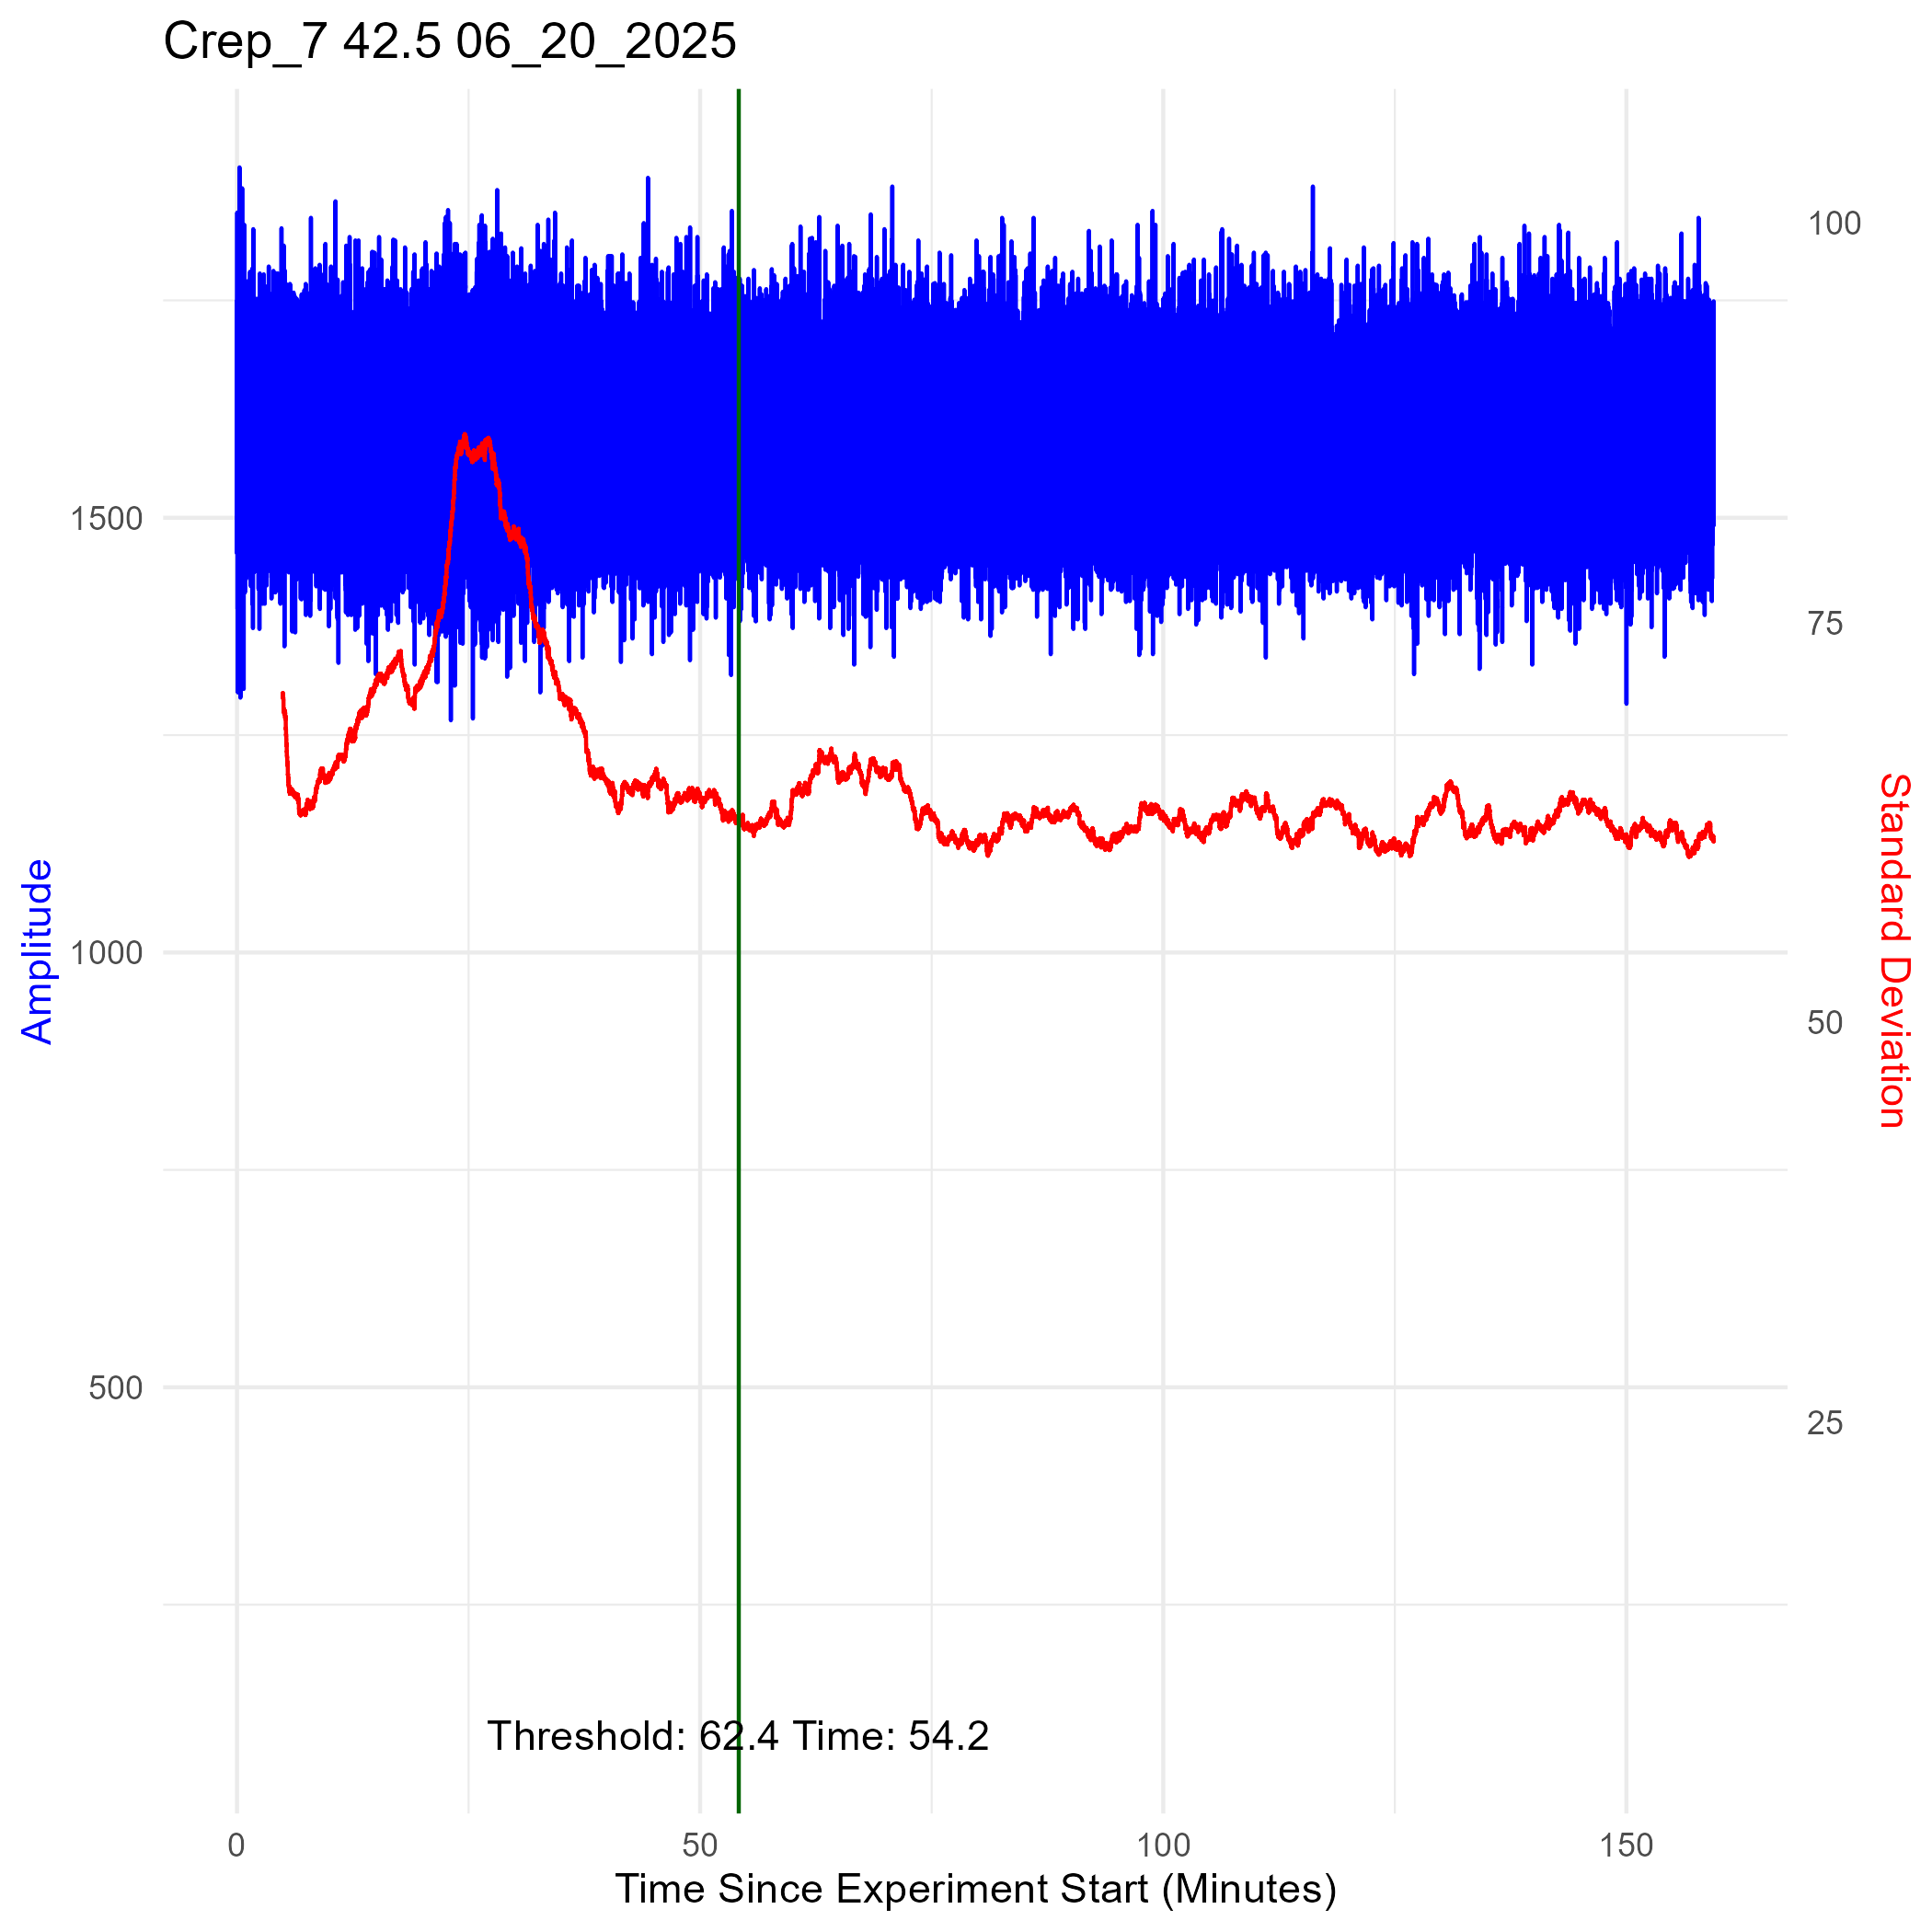 Crep_7 42.5 06_20_2025
Amplitude
1500
1000
500
100
75
50
25
Standard Deviation
Threshold: 62.4 Time: 54.2
0 50 100 150
Time Since Experiment Start (Minutes)